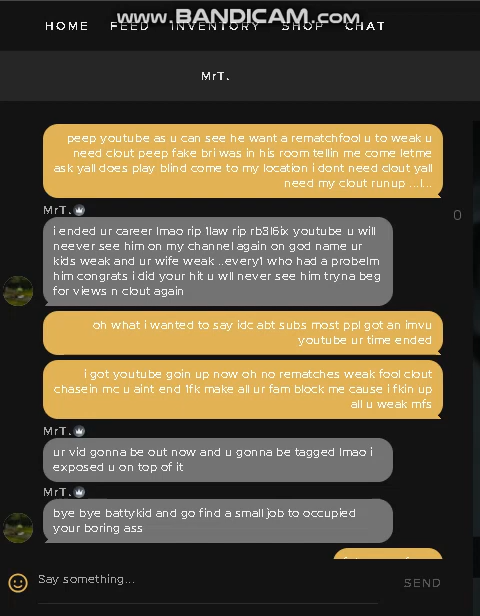 www.BANDICAM.com
HOME FEED INVENTORY SHOP CHAT
MrT.
peep youtube as u can see he want a rematchfool u to weak u
need clout peep fake bri was in his room tellin me come letme
ask yall does play blind come to my location i dont need clout yall
need my clout runup ...l...
MrT.
0
i ended ur career lmao rip 1law rip rb3l6ix youtube u will
neever see him on my channel again on god name ur
kids weak and ur wife weak ..every1 who had a probelm
him congrats i did your hit u wll never see him tryna beg
for views n clout again
oh what i wanted to say idc abt subs most ppl got an imvu
youtube ur time ended
i got youtube goin up now oh no rematches weak fool clout
chasein mc u aint end 1fk make all ur fam block me cause i fkin up
all u weak mfs
MrT.
ur vid gonna be out now and u gonna be tagged lmao i
exposed u on top of it
MrT.
bye bye battykid and go find a small job to occupied
your boring ass
Say something...
SEND